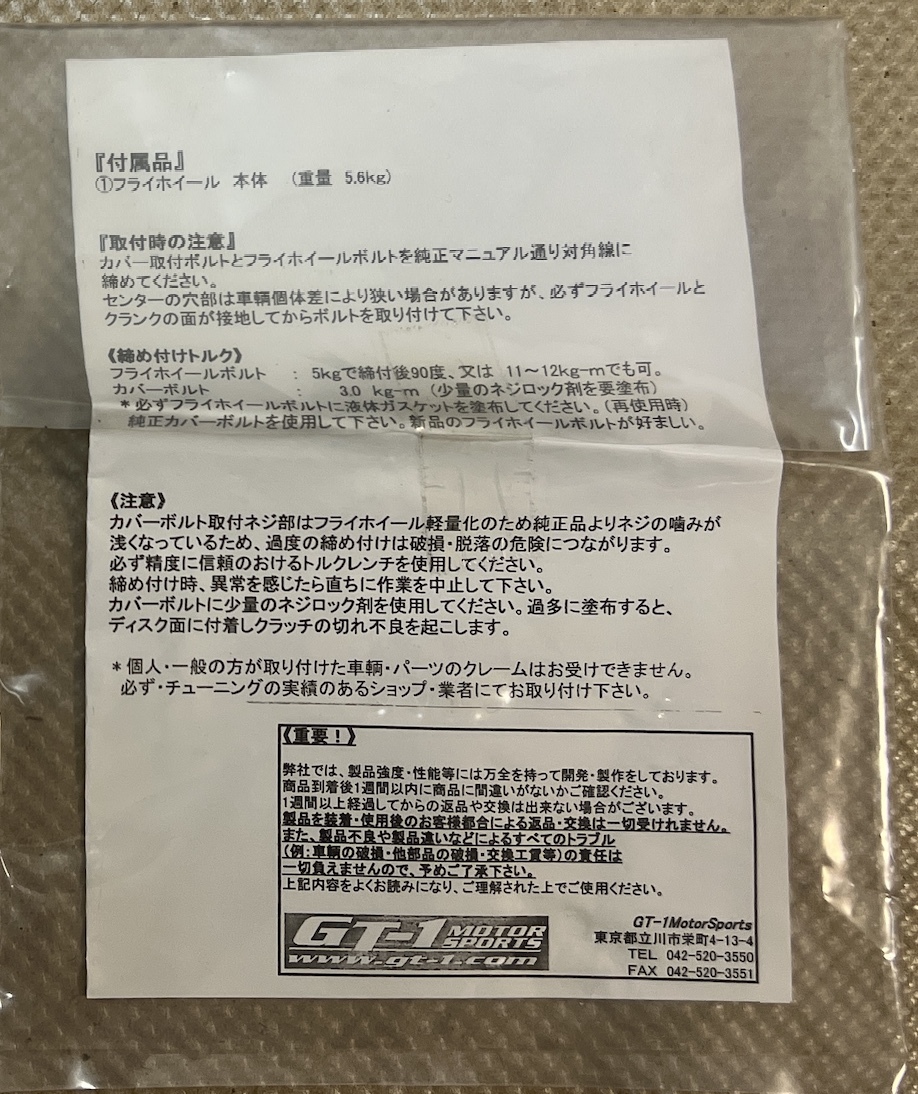 『付属品』
①フライホイール 本体 （重量 5.6kg）
『取付時の注意』
カバー取付ボルトとフライホイールボルトを純正マニュアル通り対角線に
締めてください。
センターの穴部は車輌個体差により狭い場合がありますが、必ずフライホイールと
クランクの面が接地してからボルトを取り付けて下さい。
《締め付けトルク》
フライホイールボルト ： 5kgで締付後90度、又は 11～12kg-mでも可。
カバーボルト ： 3.0 kg-m（少量のネジロック剤を要塗布）
＊必ずフライホイールボルトに液体ガスケットを塗布してください。（再使用時）
純正カバーボルトを使用して下さい。新品のフライホイールボルトが好ましい。
《注意》
カバーボルト取付ネジ部はフライホイール軽量化のため純正品よりネジの噛みが
浅くなっているため、過度の締め付けは破損・脱落の危険につながります。
必ず精度に信頼のおけるトルクレンチを使用してください。
締め付け時、異常を感じたら直ちに作業を中止して下さい。
カバーボルトに少量のネジロック剤を使用してください。過多に塗布すると、
ディスク面に付着しクラッチの切れ不良を起こします。
＊個人・一般の方が取り付けた車輌・パーツのクレームはお受けできません。
必ず・チューニングの実績のあるショップ・業者にてお取り付け下さい。
《重要！》
弊社では、製品強度・性能等には万全を持って開発・製作をしております。
商品到着後1週間以内に商品に間違いがないかご確認ください。
1週間以上経過してからの返品や交換は出来ない場合がございます。
製品を装着・使用後のお客様都合による返品・交換は一切受けれません。
また、製品不良や製品違いなどによるすべてのトラブル
（例：車輌の破損・他部品の破損・交換工賃等）の責任は
一切負えませんので、予めご了承下さい。
上記内容をよくお読みになり、ご理解された上でご使用ください。
GT-1 MOTOR SPORTS
www.gt-1.com
GT-1MotorSports
東京都立川市栄町4-13-4
TEL 042-520-3550
FAX 042-520-3551